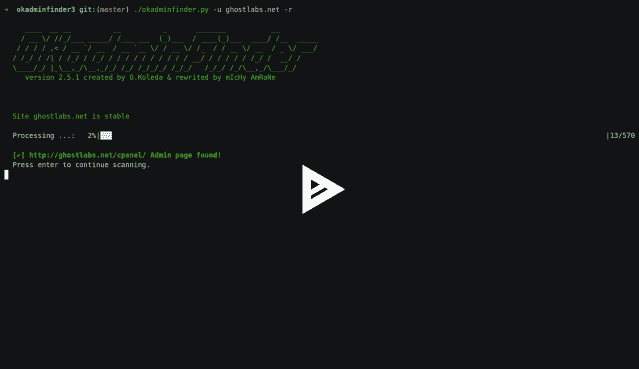 → okadminfinder3 git:(master) ./okadminfinder.py -u ghostlabs.net -r
version 2.5.1 created by O.Koleda & rewrited by mIcHy AmRaNe
Site ghostlabs.net is stable
Processing ...: 2%| |13/570
[✔] http://ghostlabs.net/cpanel/ Admin page found!
Press enter to continue scanning.